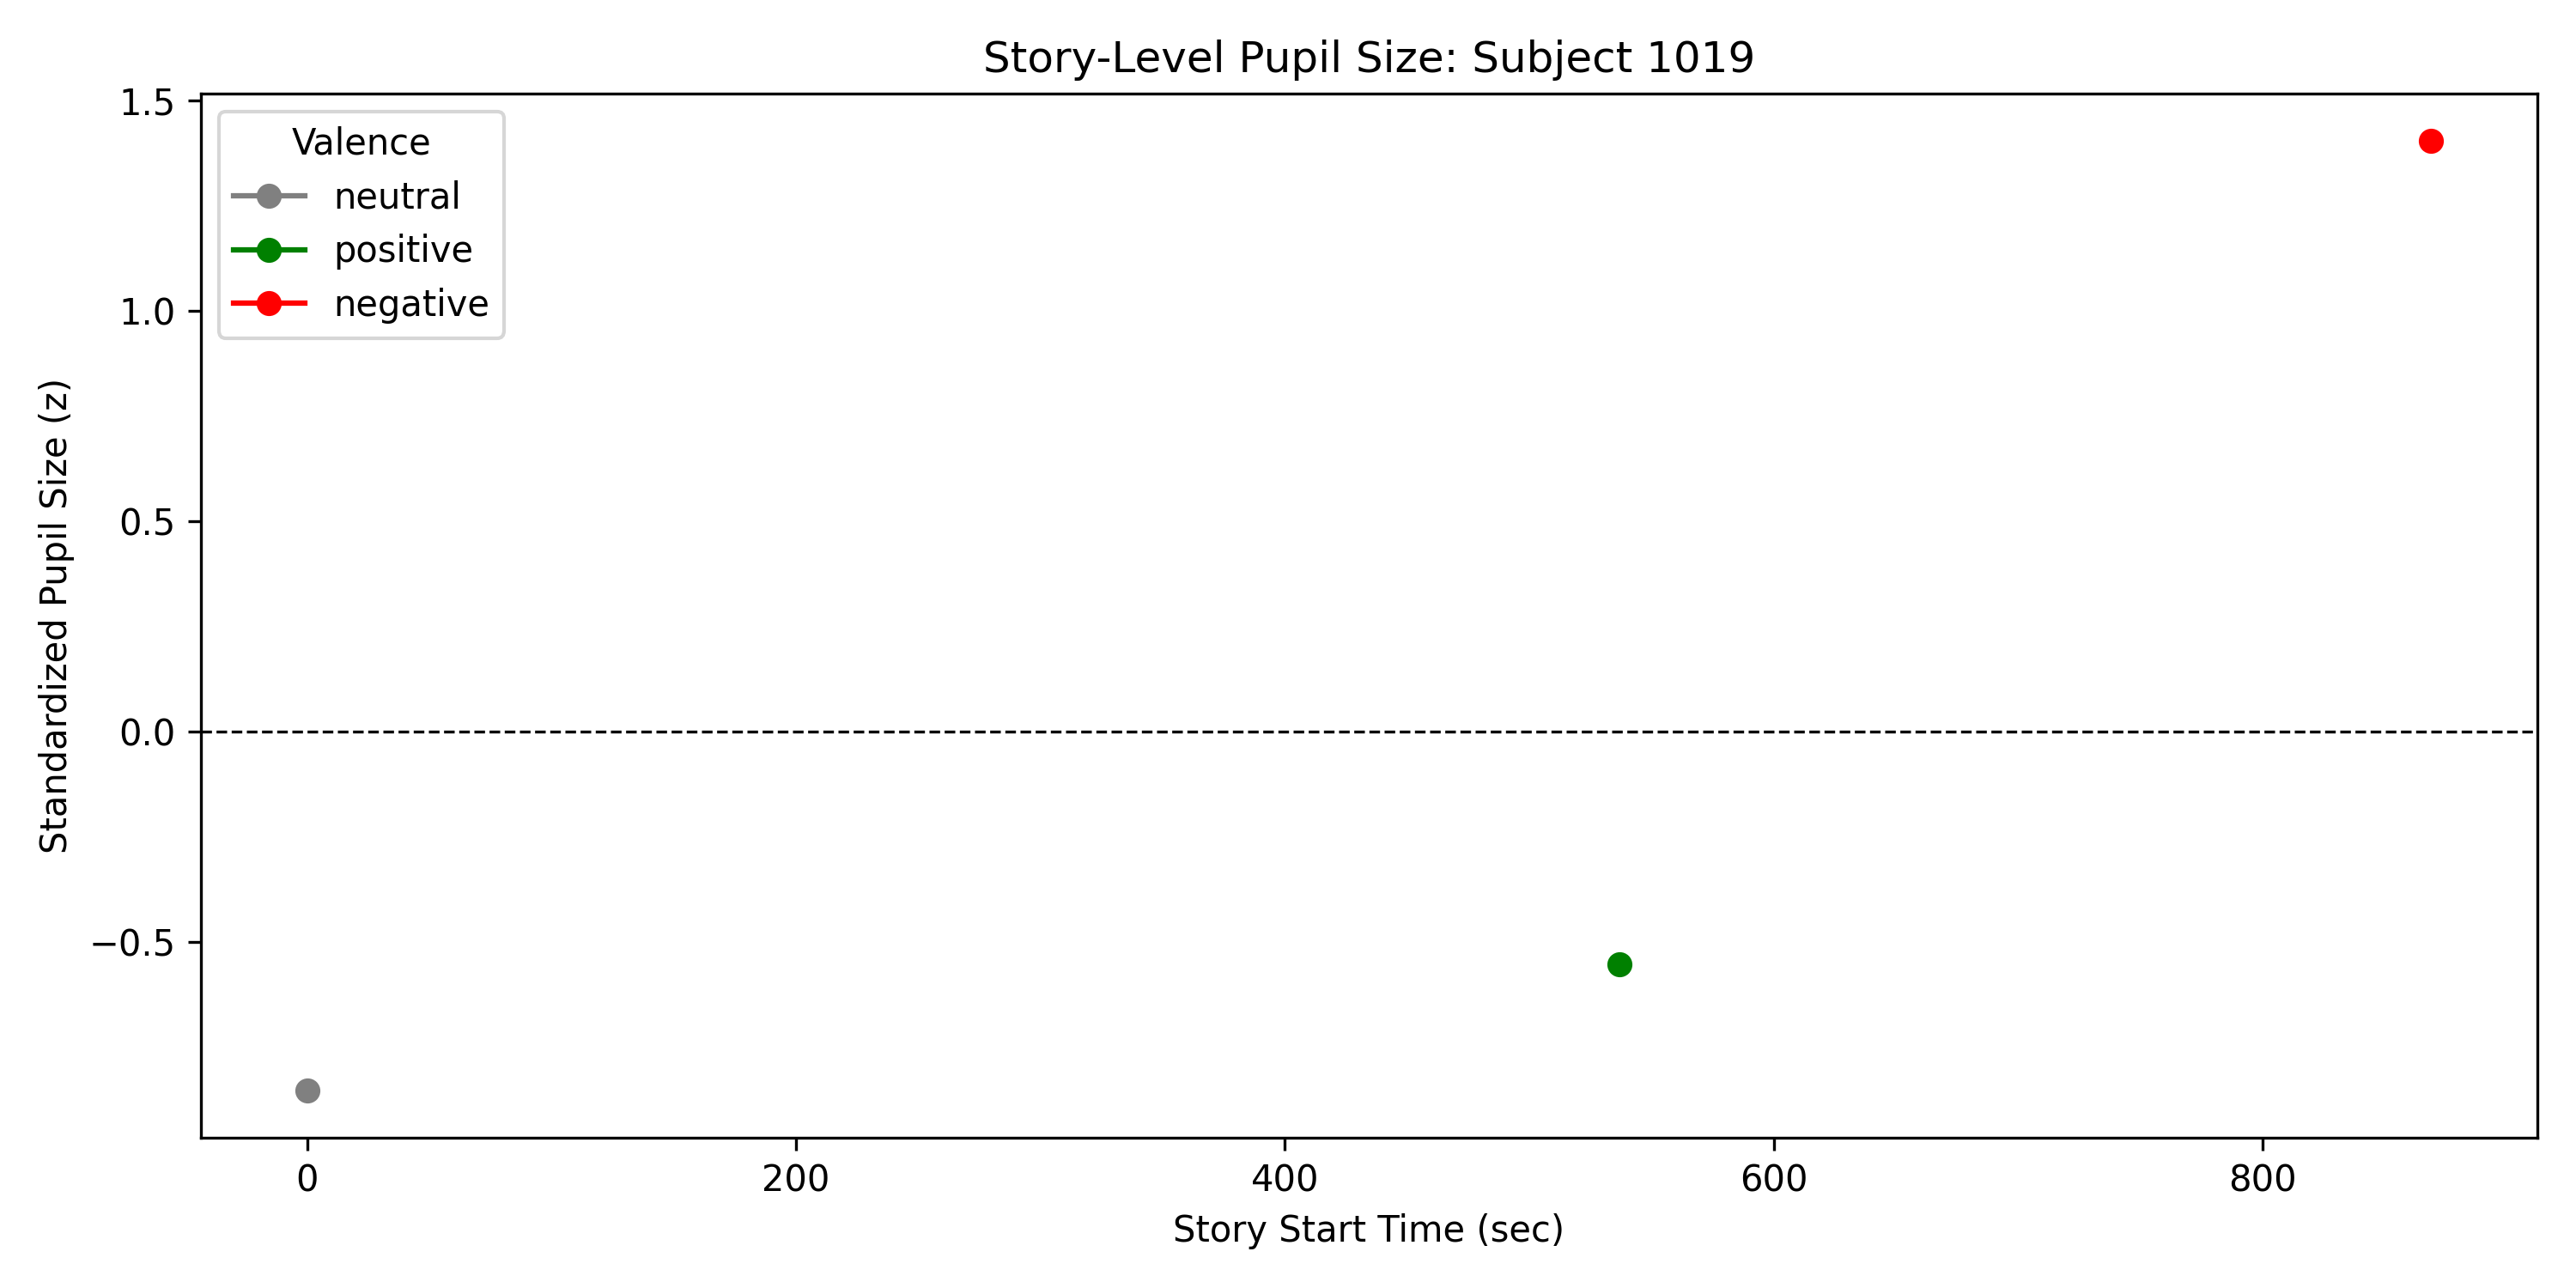 Story-Level Pupil Size: Subject 1019
Valence
neutral
positive
negative
1.5
1.0
0.5
0.0
−0.5
Standardized Pupil Size (z)
0 200 400 600 800
Story Start Time (sec)